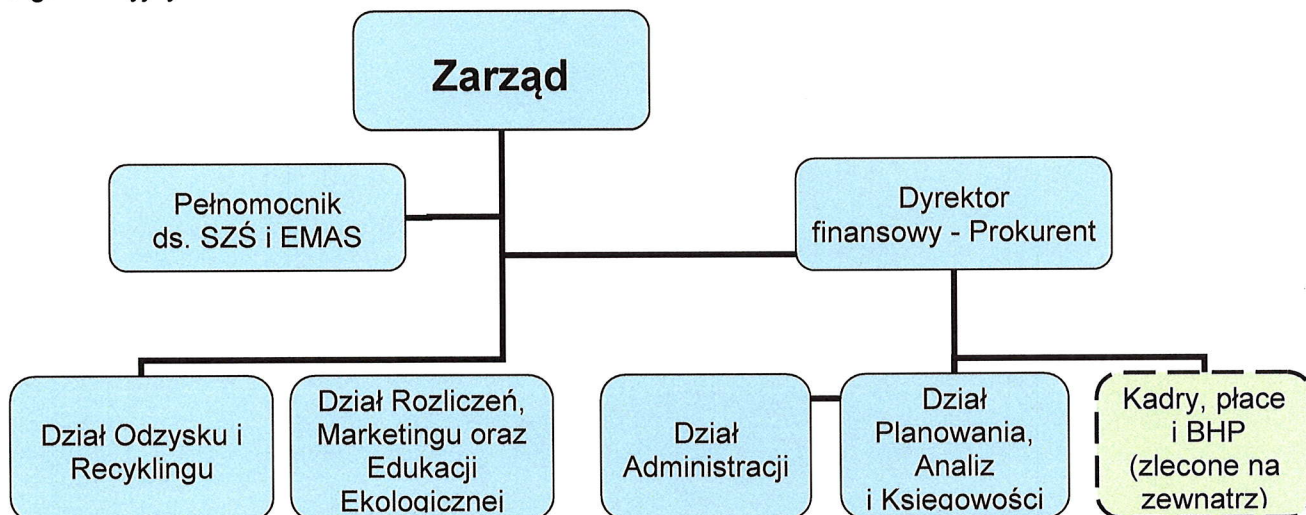 Zarząd
Pełnomocnik
ds. SZŚ i EMAS
Dyrektor
finansowy - Prokurent
Dział Odzysku i
Recyklingu
Dział Rozliczeń,
Marketingu oraz
Edukacji
Ekologicznej
Dział
Administracji
Dział
Planowania,
Analiz
i Księgowości
Kadry, płace
i BHP
(zlecone na
zewnatrz)